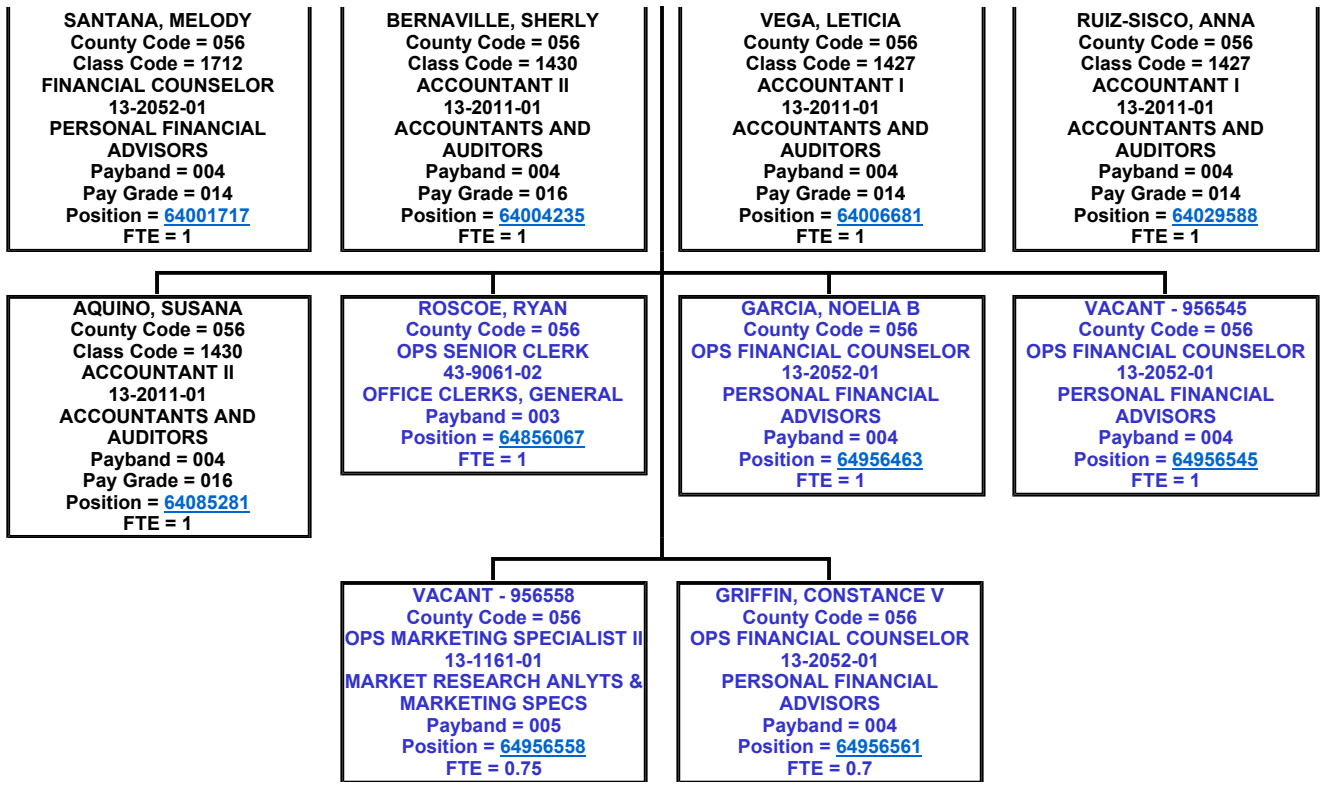 SANTANA, MELODY
County Code = 056
Class Code = 1712
FINANCIAL COUNSELOR
13-2052-01
PERSONAL FINANCIAL
ADVISORS
Payband = 004
Pay Grade = 014
Position = 64001717
FTE = 1
BERNAVILLE, SHERLY
County Code = 056
Class Code = 1430
ACCOUNTANT II
13-2011-01
ACCOUNTANTS AND
AUDITORS
Payband = 004
Pay Grade = 016
Position = 64004235
FTE = 1
VEGA, LETICIA
County Code = 056
Class Code = 1427
ACCOUNTANT I
13-2011-01
ACCOUNTANTS AND
AUDITORS
Payband = 004
Pay Grade = 014
Position = 64006681
FTE = 1
RUIZ-SISCO, ANNA
County Code = 056
Class Code = 1427
ACCOUNTANT I
13-2011-01
ACCOUNTANTS AND
AUDITORS
Payband = 004
Pay Grade = 014
Position = 64029588
FTE = 1
AQUINO, SUSANA
County Code = 056
Class Code = 1430
ACCOUNTANT II
13-2011-01
ACCOUNTANTS AND
AUDITORS
Payband = 004
Pay Grade = 016
Position = 64085281
FTE = 1
ROSCOE, RYAN
County Code = 056
OPS SENIOR CLERK
43-9061-02
OFFICE CLERKS, GENERAL
Payband = 003
Position = 64856067
FTE = 1
GARCIA, NOELIA B
County Code = 056
OPS FINANCIAL COUNSELOR
13-2052-01
PERSONAL FINANCIAL
ADVISORS
Payband = 004
Position = 64956463
FTE = 1
VACANT - 956545
County Code = 056
OPS FINANCIAL COUNSELOR
13-2052-01
PERSONAL FINANCIAL
ADVISORS
Payband = 004
Position = 64956545
FTE = 1
VACANT - 956558
County Code = 056
OPS MARKETING SPECIALIST II
13-1161-01
MARKET RESEARCH ANLYTS &
MARKETING SPECS
Payband = 005
Position = 64956558
FTE = 0.75
GRIFFIN, CONSTANCE V
County Code = 056
OPS FINANCIAL COUNSELOR
13-2052-01
PERSONAL FINANCIAL
ADVISORS
Payband = 004
Position = 64956561
FTE = 0.7